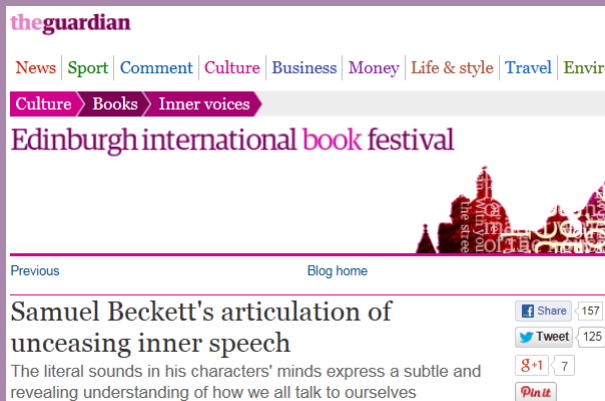 theguardian
News Sport Comment Culture Business Money Life & style Travel Envir
Culture Books Inner voices
Edinburgh international book festival
Previous Blog home
Samuel Beckett's articulation of
unceasing inner speech
The literal sounds in his characters' minds express a subtle and
revealing understanding of how we all talk to ourselves
Share 157
Tweet 125
g+1 7
Pin it